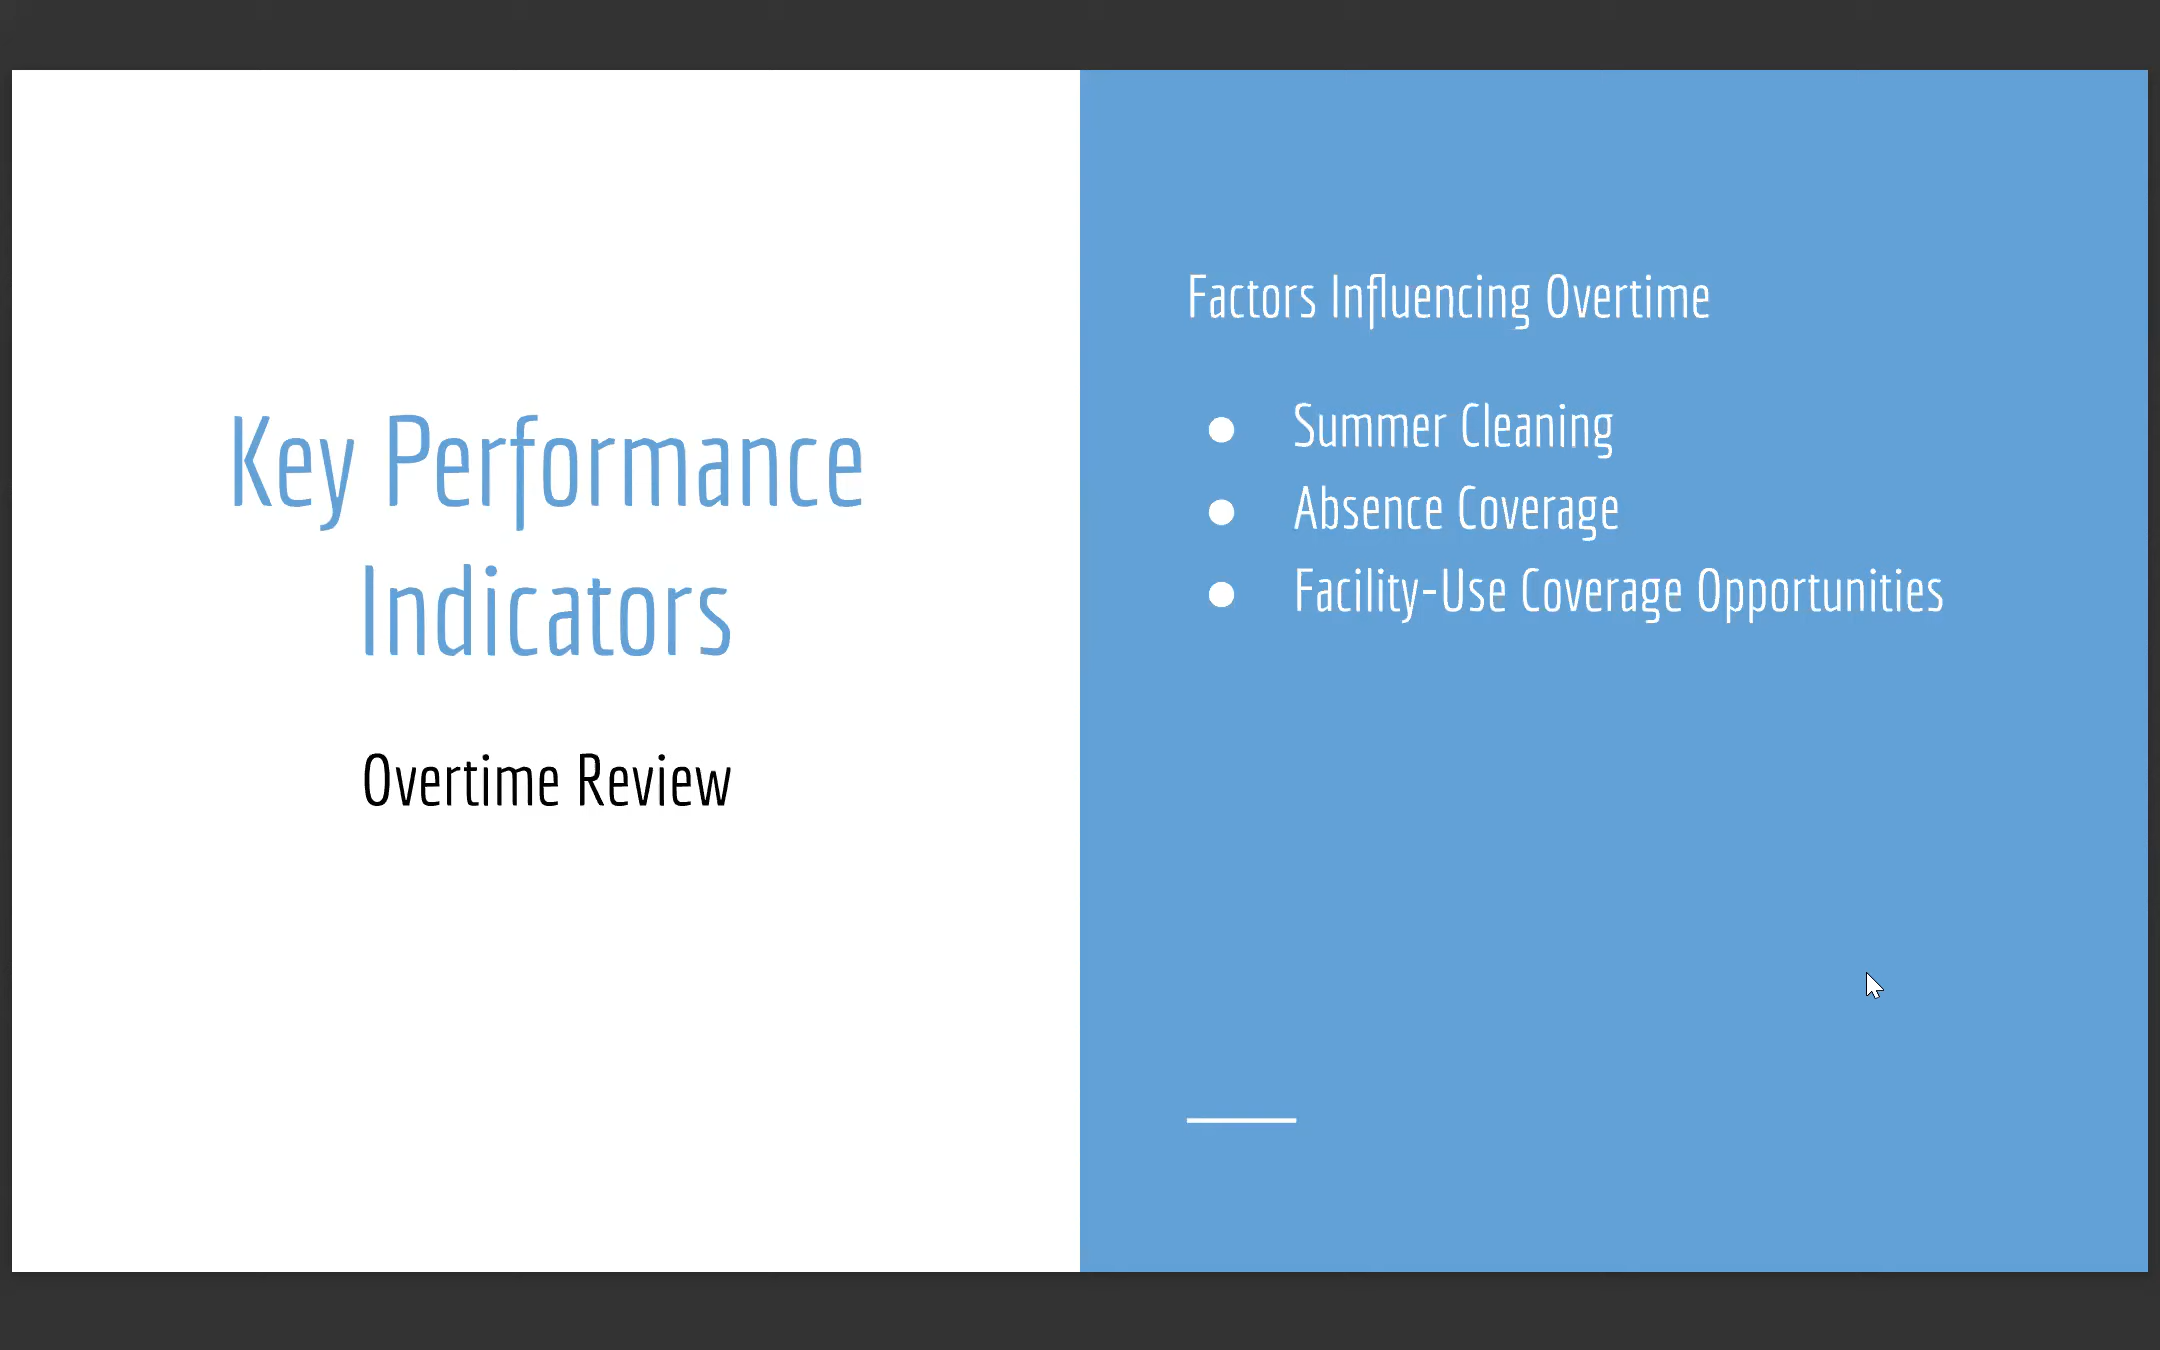 Key Performance
Indicators
Overtime Review
Factors Influencing Overtime
● Summer Cleaning
● Absence Coverage
● Facility-Use Coverage Opportunities